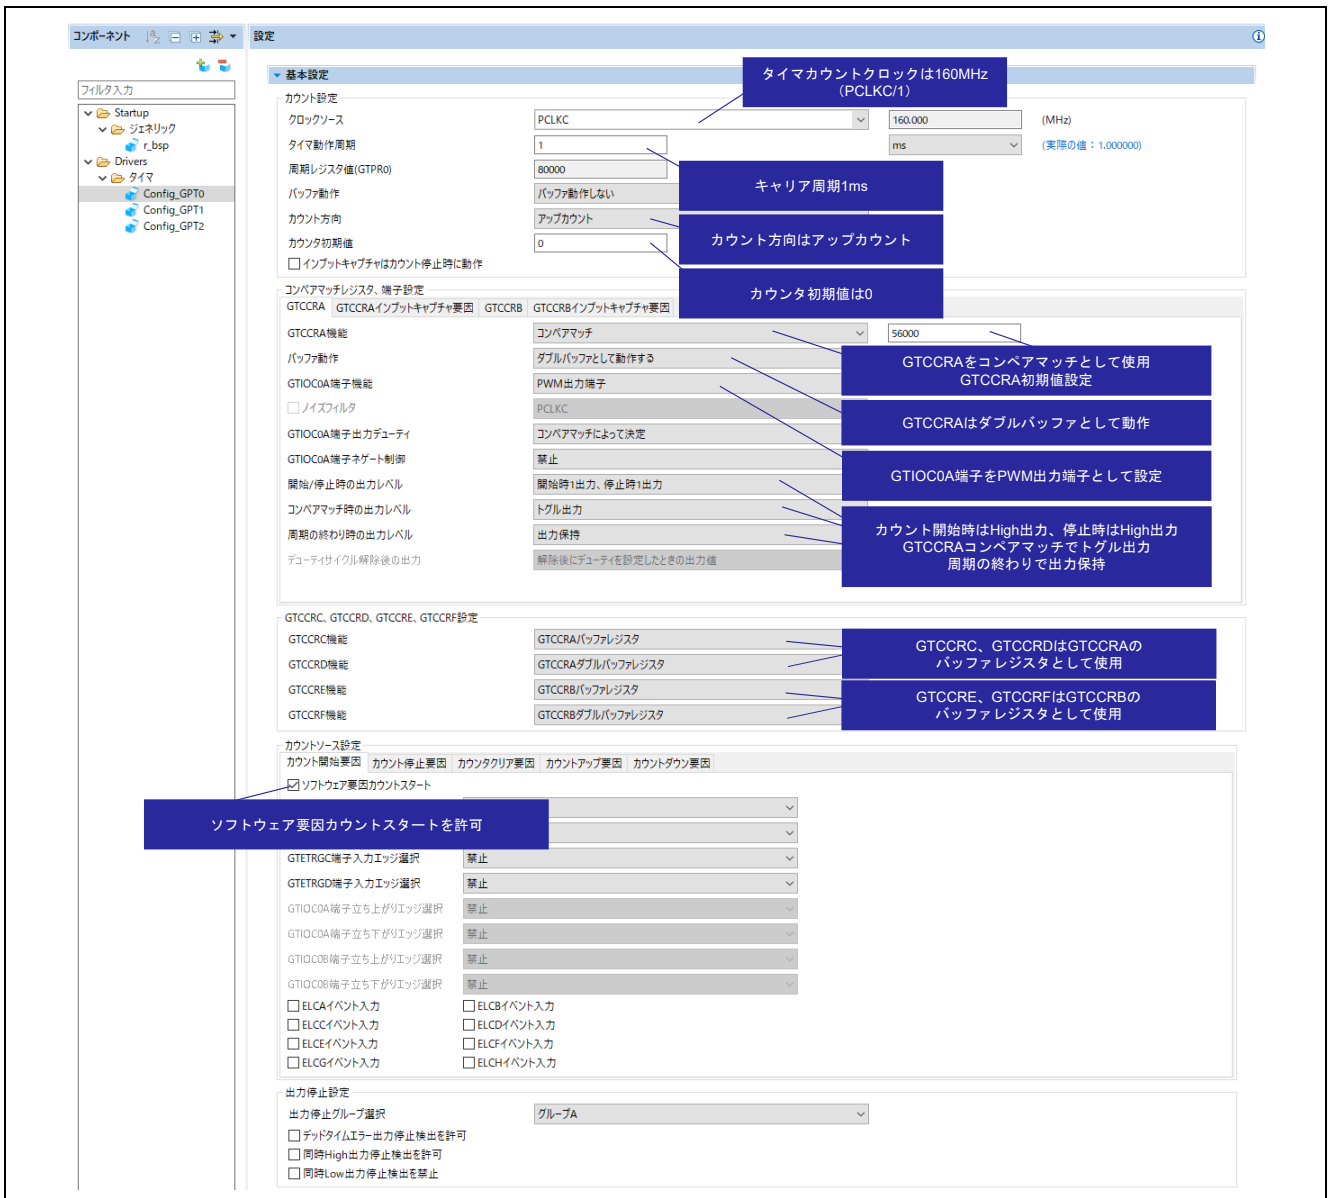 コンポーネント
設定
フィルタ入力
Startup
ジェネリック
r_bsp
Drivers
タイマ
Config_GPT0
Config_GPT1
Config_GPT2
基本設定
タイマカウントクロックは160MHz
（PCLKC/1）
カウント設定
クロックソース PCLKC 160.000 (MHz)
タイマ動作周期 1 ms (実際の値：1.000000)
周期レジスタ値(GTPR0) 80000
バッファ動作 バッファ動作しない
キャリア周期1ms
カウント方向 アップカウント
カウント方向はアップカウント
カウンタ初期値 0
インプットキャプチャはカウント停止時に動作
カウンタ初期値は0
コンペアマッチレジスタ、端子設定
GTCCRA GTCCRAインプットキャプチャ要因 GTCCRB GTCCRBインプットキャプチャ要因
GTCCRA機能 コンペアマッチ 56000
GTCCRAをコンペアマッチとして使用
GTCCRA初期値設定
バッファ動作 ダブルバッファとして動作する
GTIOC0A端子機能 PWM出力端子
ノイズフィルタ PCLKC
GTCCRAはダブルバッファとして動作
GTIOC0A端子出力デューティ コンペアマッチによって決定
GTIOC0A端子ネゲート制御 禁止
GTIOC0A端子をPWM出力端子として設定
開始/停止時の出力レベル 開始時1出力、停止時1出力
コンペアマッチ時の出力レベル トグル出力
周期の終わり時の出力レベル 出力保持
カウント開始時はHigh出力、停止時はHigh出力
GTCCRAコンペアマッチでトグル出力
周期の終わりで出力保持
デューティサイクル解除後の出力 解除後にデューティを設定したときの出力値
GTCCRC、GTCCRD、GTCCRE、GTCCRF設定
GTCCRC機能 GTCCRAバッファレジスタ
GTCCRD機能 GTCCRAダブルバッファレジスタ
GTCCRC、GTCCRDはGTCCRAの
バッファレジスタとして使用
GTCCRE機能 GTCCRBバッファレジスタ
GTCCRF機能 GTCCRBダブルバッファレジスタ
GTCCRE、GTCCRFはGTCCRBの
バッファレジスタとして使用
カウントソース設定
カウント開始要因 カウント停止要因 カウンタクリア要因 カウントアップ要因 カウントダウン要因
ソフトウェア要因カウントスタート
ソフトウェア要因カウントスタートを許可
GTETRGC端子入力エッジ選択 禁止
GTETRGD端子入力エッジ選択 禁止
GTIOC0A端子立ち上がりエッジ選択 禁止
GTIOC0A端子立ち下がりエッジ選択 禁止
GTIOC0B端子立ち上がりエッジ選択 禁止
GTIOC0B端子立ち下がりエッジ選択 禁止
ELCAイベント入力 ELCBイベント入力
ELCCイベント入力 ELCDイベント入力
ELCEイベント入力 ELCFイベント入力
ELCGイベント入力 ELCHイベント入力
出力停止設定
出力停止グループ選択 グループA
デッドタイムエラー出力停止検出を許可
同時High出力停止検出を許可
同時Low出力停止検出を禁止